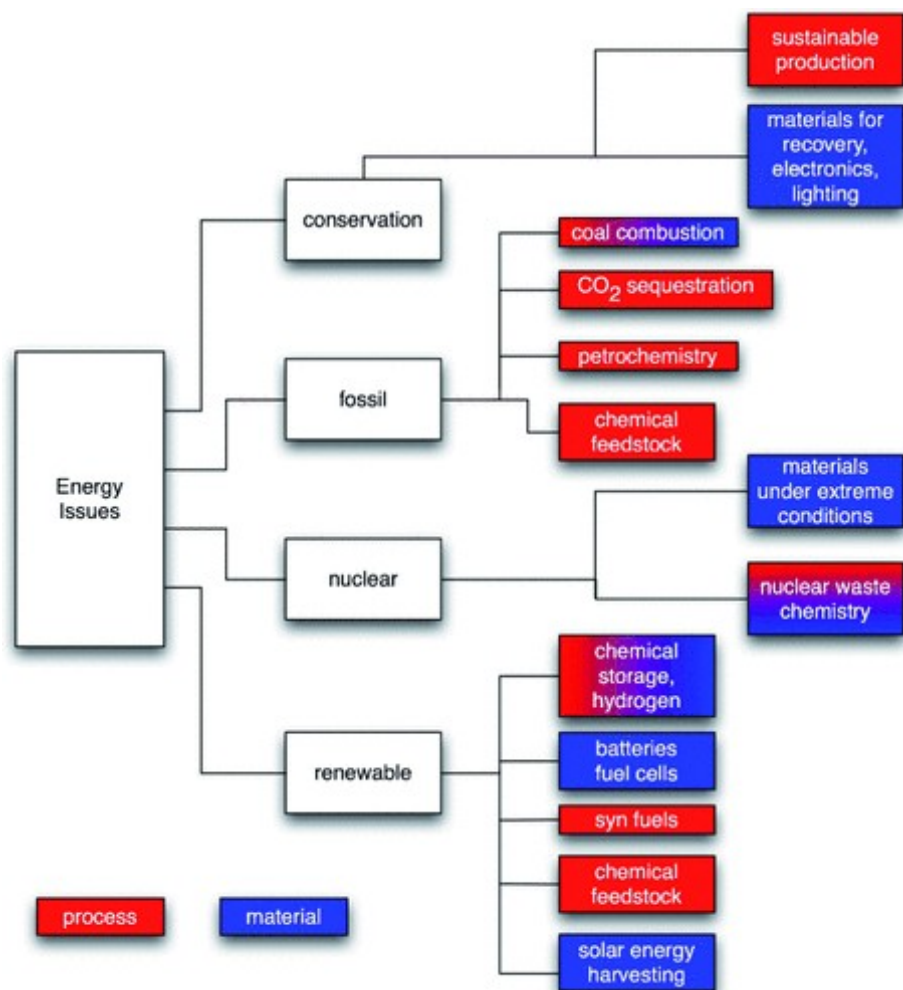 sustainable
production
materials for
recovery,
electronics,
lighting
conservation
coal combustion
CO₂ sequestration
petrochemistry
fossil
chemical
feedstock
Energy
Issues
materials
under extreme
conditions
nuclear
nuclear waste
chemistry
chemical
storage,
hydrogen
batteries
fuel cells
renewable
syn fuels
chemical
feedstock
solar energy
harvesting
process
material